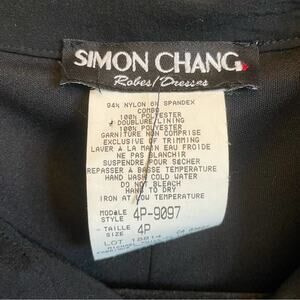 SIMON CHANG
Robes/Dresses
94% NYLON 6% SPANDEX
COMBO
100% POLYESTER
DOUBLURE/LINING
100% POLYESTER
GARNITURE NON COMPRISE
EXCLUSIVE OF TRIMMING
LAVER A LA MAIN EAU FROIDE
NE PAS BLANCHIR
SUSPENDRE POUR SECHER
REPASSER A BASSE TEMPERATURE
HAND WASH COLD WATER
DO NOT BLEACH
HANG TO DRY
IRON AT LOW TEMPERATURE
MODELE
STYLE 4P-9097
TAILLE
SIZE 4P
LOT 18814